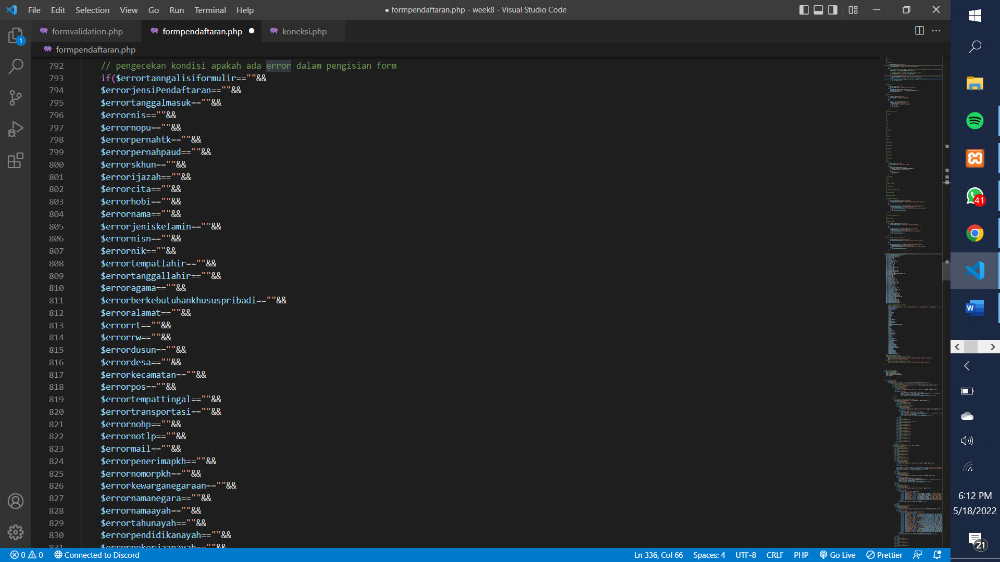 File Edit Selection View Go Run Terminal Help
● formpendaftaran.php - week8 - Visual Studio Code
formvalidation.php
formpendaftaran.php ●
koneksi.php
formpendaftaran.php
792 // pengecekan kondisi apakah ada error dalam pengisian form
793 if($errortanngalisiformulir==""&&
794 $errorjensiPendaftaran==""&&
795 $errortanggalmasuk==""&&
796 $errornis==""&&
797 $errornopu==""&&
798 $errorpernahtk==""&&
799 $errorpernahpaud==""&&
800 $errorskhun==""&&
801 $errorijazah==""&&
802 $errorcita==""&&
803 $errorhobi==""&&
804 $errornama==""&&
805 $errorjeniskelamin==""&&
806 $errornisn==""&&
807 $errornik==""&&
808 $errortempatlahir==""&&
809 $errortanggallahir==""&&
810 $erroragama==""&&
811 $errorberkebutuhankhususpribadi==""&&
812 $erroralamat==""&&
813 $errorrt==""&&
814 $errorrw==""&&
815 $errordusun==""&&
816 $errordesa==""&&
817 $errorkecamatan==""&&
818 $errorpos==""&&
819 $errortempattingal==""&&
820 $errortransportasi==""&&
821 $errornohp==""&&
822 $errornotlp==""&&
823 $errormail==""&&
824 $errorpenerimapkh==""&&
825 $errornomorpkh==""&&
826 $errorkewarganegaraan==""&&
827 $errornamanegara==""&&
828 $errornamaayah==""&&
829 $errortahunayah==""&&
830 $errorpendidikanayah==""&&
831 $errorpekerjaanayah==""&&
0 0 Connected to Discord
Ln 336, Col 66 Spaces: 4 UTF-8 CRLF PHP Go Live Prettier
1
41
6:12 PM
5/18/2022
21